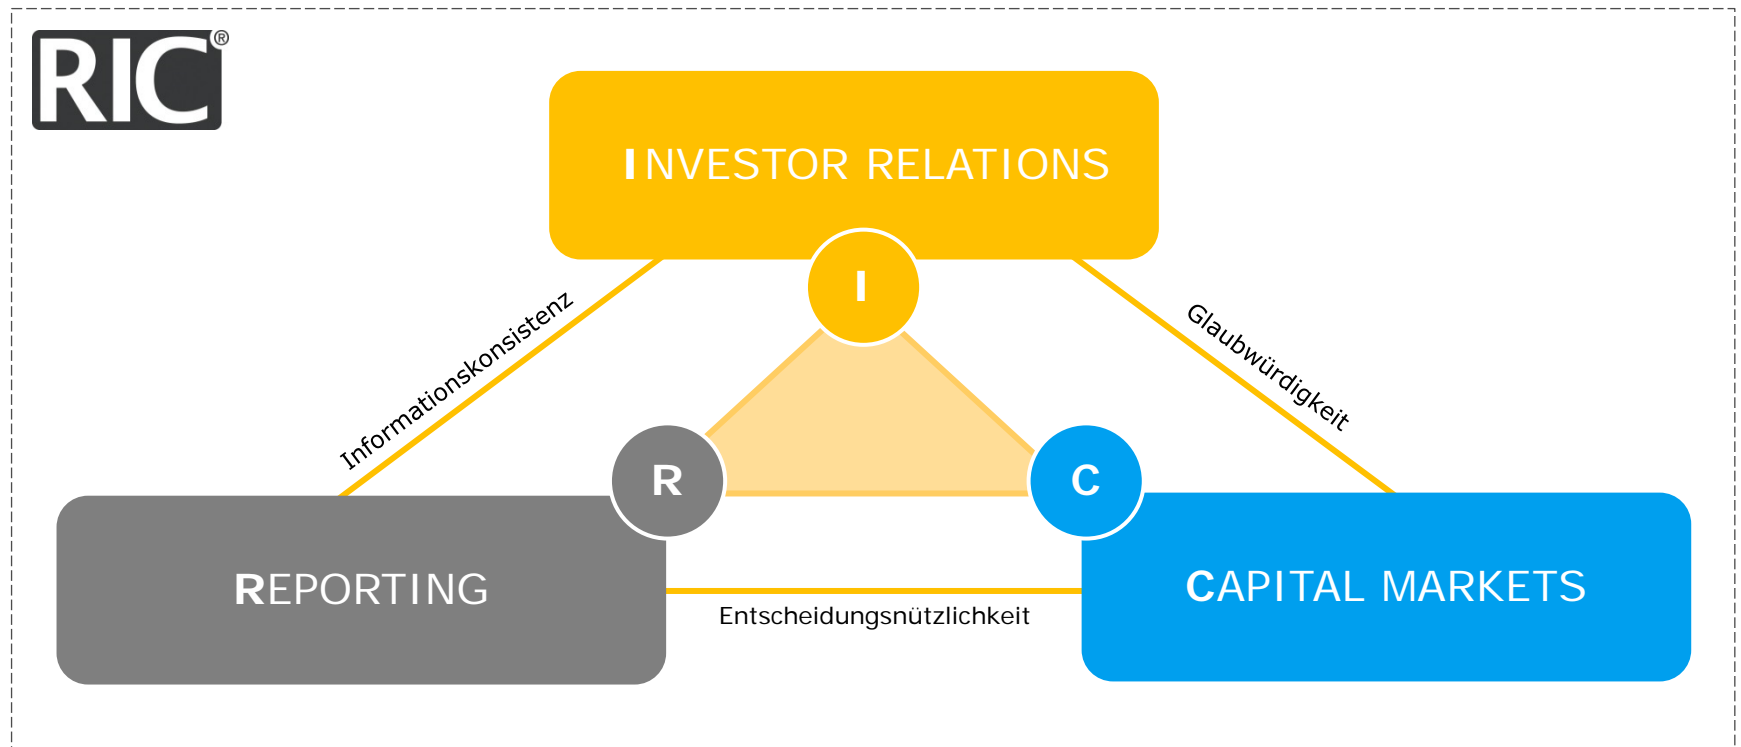 RIC®
INVESTOR RELATIONS
I
Informationskonsistenz
Glaubwürdigkeit
R
C
REPORTING
CAPITAL MARKETS
Entscheidungsnützlichkeit